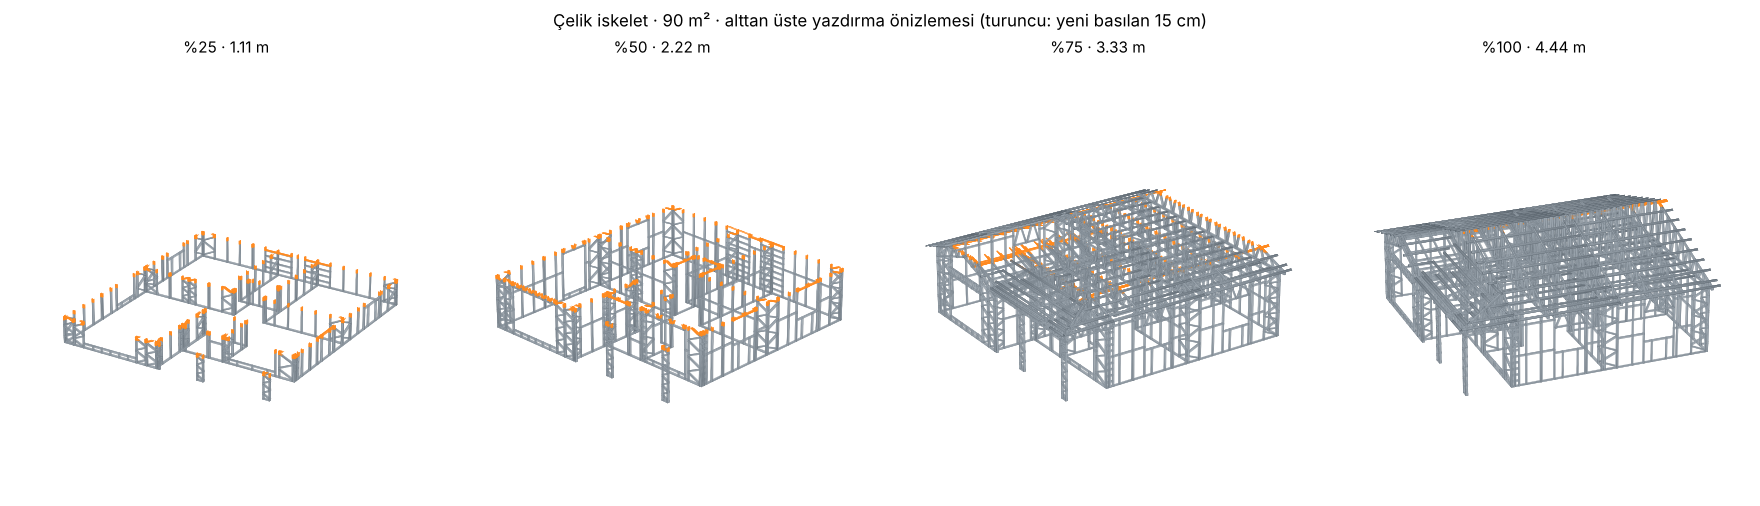 Çelik iskelet · 90 m² · alttan üste yazdırma önizlemesi (turuncu: yeni basılan 15 cm)
%25 · 1.11 m
%50 · 2.22 m
%75 · 3.33 m
%100 · 4.44 m